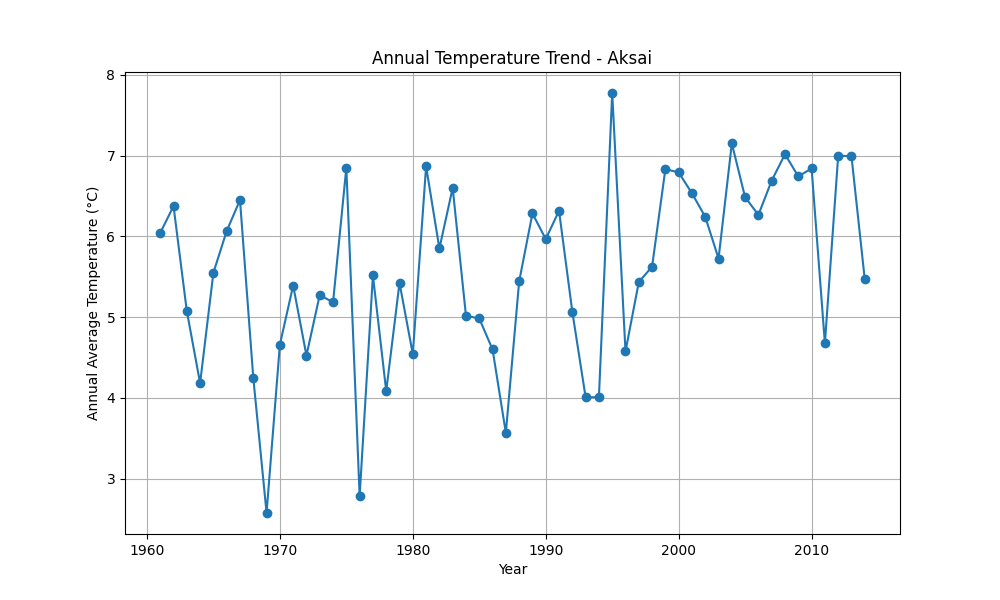 Annual Temperature Trend - Aksai
8
7
6
5
4
3
Annual Average Temperature (°C)
1960 1970 1980 1990 2000 2010
Year